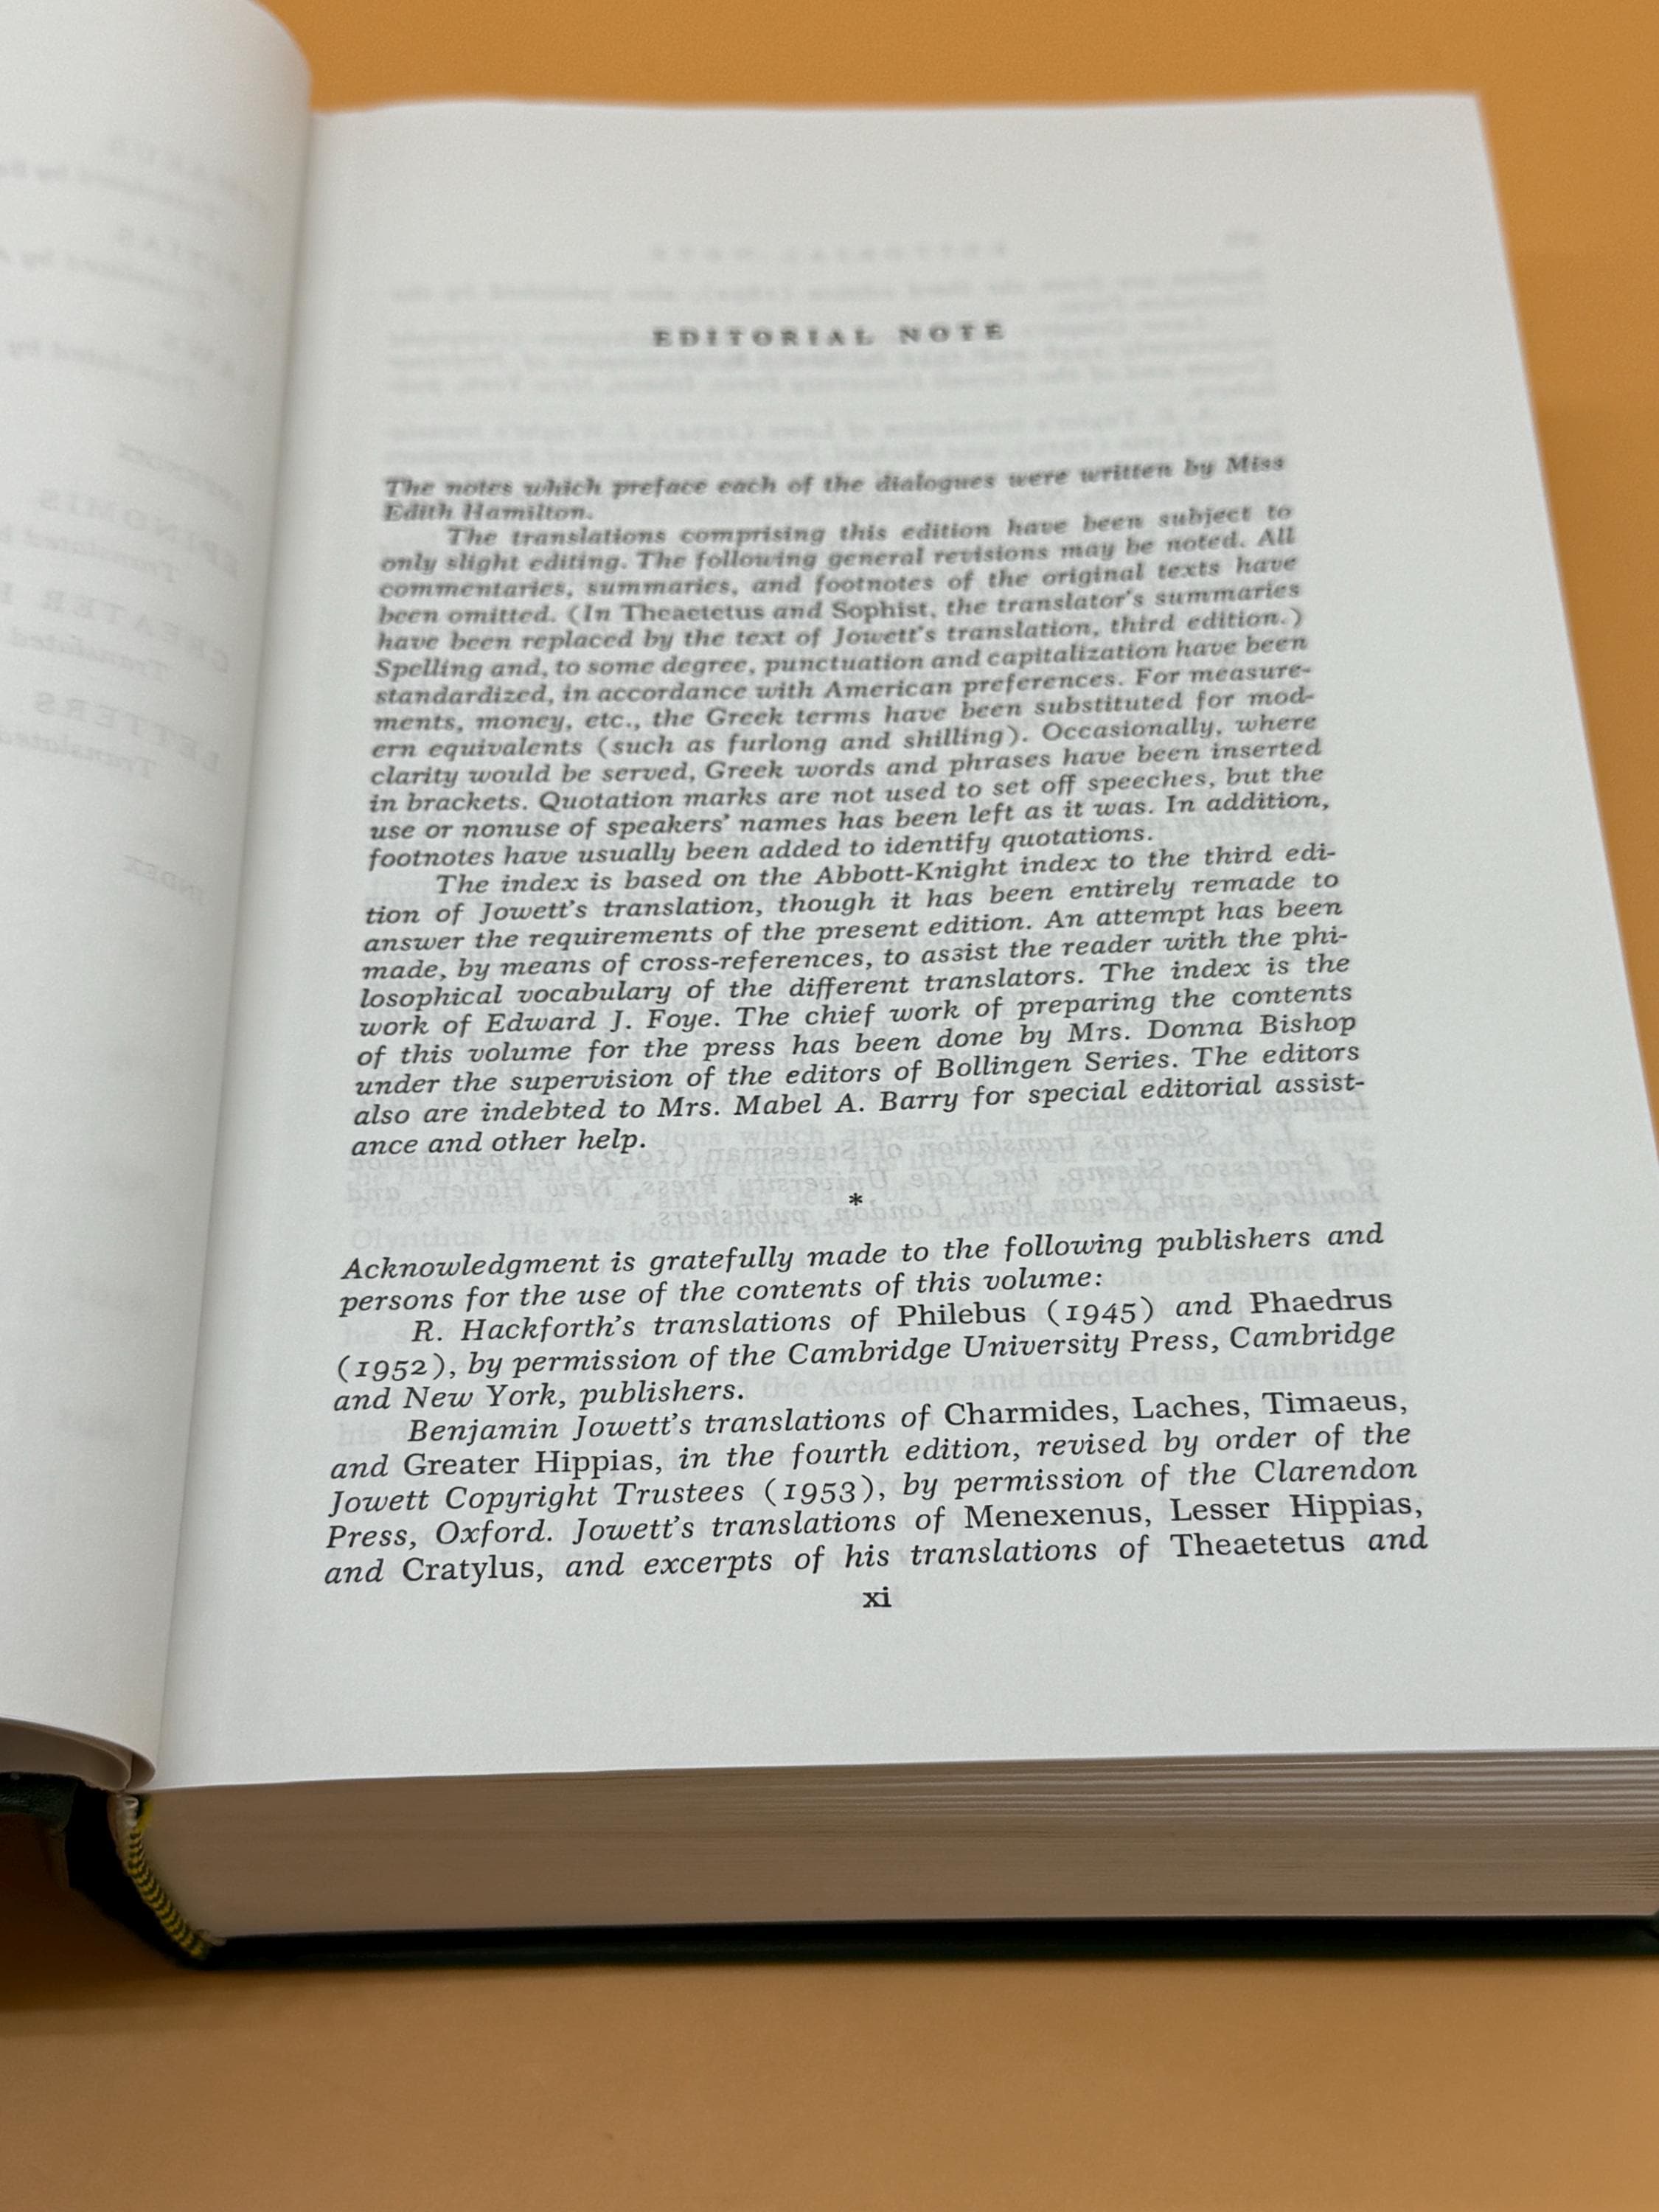 EDITORIAL NOTE
The notes which preface each of the dialogues were written by Miss
Edith Hamilton.
The translations comprising this edition have been subject to
only slight editing. The following general revisions may be noted. All
commentaries, summaries, and footnotes of the original texts have
been omitted. (In Theaetetus and Sophist, the translator's summaries
have been replaced by the text of Jowett's translation, third edition.)
Spelling and, to some degree, punctuation and capitalization have been
standardized, in accordance with American preferences. For measure-
ments, money, etc., the Greek terms have been substituted for mod-
ern equivalents (such as furlong and shilling). Occasionally, where
clarity would be served, Greek words and phrases have been inserted
in brackets. Quotation marks are not used to set off speeches, but the
use or nonuse of speakers' names has been left as it was. In addition,
footnotes have usually been added to identify quotations.
The index is based on the Abbott-Knight index to the third edi-
tion of Jowett's translation, though it has been entirely remade to
answer the requirements of the present edition. An attempt has been
made, by means of cross-references, to assist the reader with the phi-
losophical vocabulary of the different translators. The index is the
work of Edward J. Foye. The chief work of preparing the contents
of this volume for the press has been done by Mrs. Donna Bishop
under the supervision of the editors of Bollingen Series. The editors
also are indebted to Mrs. Mabel A. Barry for special editorial assist-
ance and other help.
*
Acknowledgment is gratefully made to the following publishers and
persons for the use of the contents of this volume:
R. Hackforth's translations of Philebus (1945) and Phaedrus
(1952), by permission of the Cambridge University Press, Cambridge
and New York, publishers.
Benjamin Jowett's translations of Charmides, Laches, Timaeus,
and Greater Hippias, in the fourth edition, revised by order of the
Jowett Copyright Trustees (1953), by permission of the Clarendon
Press, Oxford. Jowett's translations of Menexenus, Lesser Hippias,
and Cratylus, and excerpts of his translations of Theaetetus and
xi